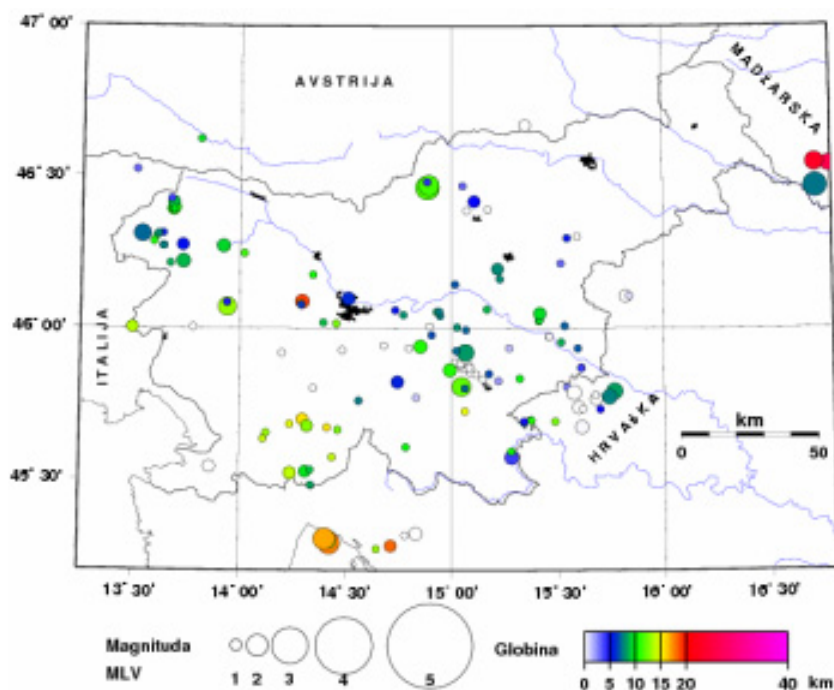 47° 00'
AVSTRIJA
MADŽARSKA
46° 30'
46° 00'
ITALIJA
HRVAŠKA
km
0 50
45° 30'
13° 30' 14° 00' 14° 30' 15° 00' 15° 30' 16° 00' 16° 30'
Magnituda
MLV
1 2 3 4 5
Globina
0 5 10 15 20 40 km